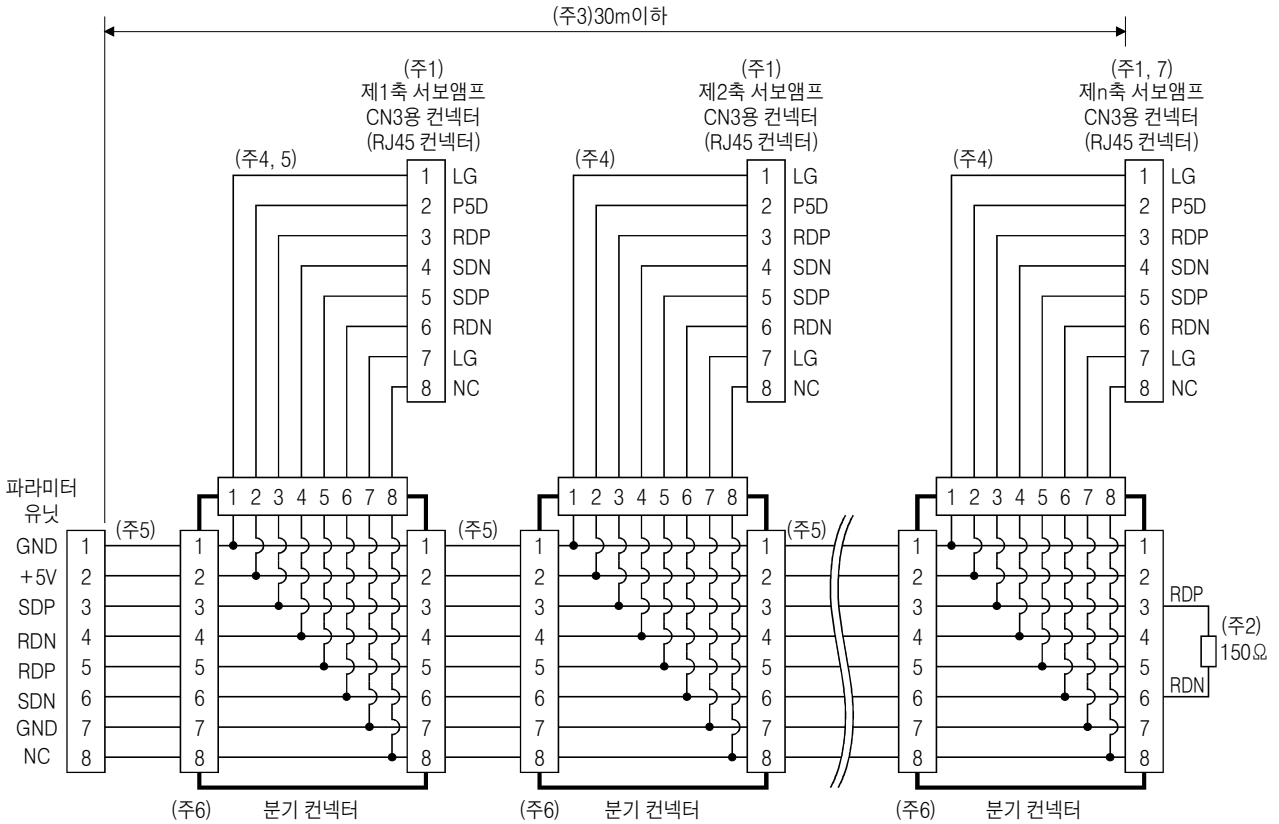 (주3)30m이하
(주1)
제1축 서보앰프
CN3용 컨넥터
(RJ45 컨넥터)
(주1)
제2축 서보앰프
CN3용 컨넥터
(RJ45 컨넥터)
(주1, 7)
제n축 서보앰프
CN3용 컨넥터
(RJ45 컨넥터)
(주4, 5)
1 LG
2 P5D
3 RDP
4 SDN
5 SDP
6 RDN
7 LG
8 NC
(주4)
1 LG
2 P5D
3 RDP
4 SDN
5 SDP
6 RDN
7 LG
8 NC
(주4)
1 LG
2 P5D
3 RDP
4 SDN
5 SDP
6 RDN
7 LG
8 NC
파라미터
유닛
GND 1
+5V 2
SDP 3
RDN 4
RDP 5
SDN 6
GND 7
NC 8
(주5)
1 2 3 4 5 6 7 8
1
2
3
4
5
6
7
8
1
2
3
4
5
6
7
8
(주6)
분기 컨넥터
(주5)
1 2 3 4 5 6 7 8
1
2
3
4
5
6
7
8
1
2
3
4
5
6
7
8
(주6)
분기 컨넥터
(주5)
1 2 3 4 5 6 7 8
1
2
3
4
5
6
7
8
1
2
3
4
5
6
7
8
(주6)
분기 컨넥터
RDP
(주2)
150Ω
RDN